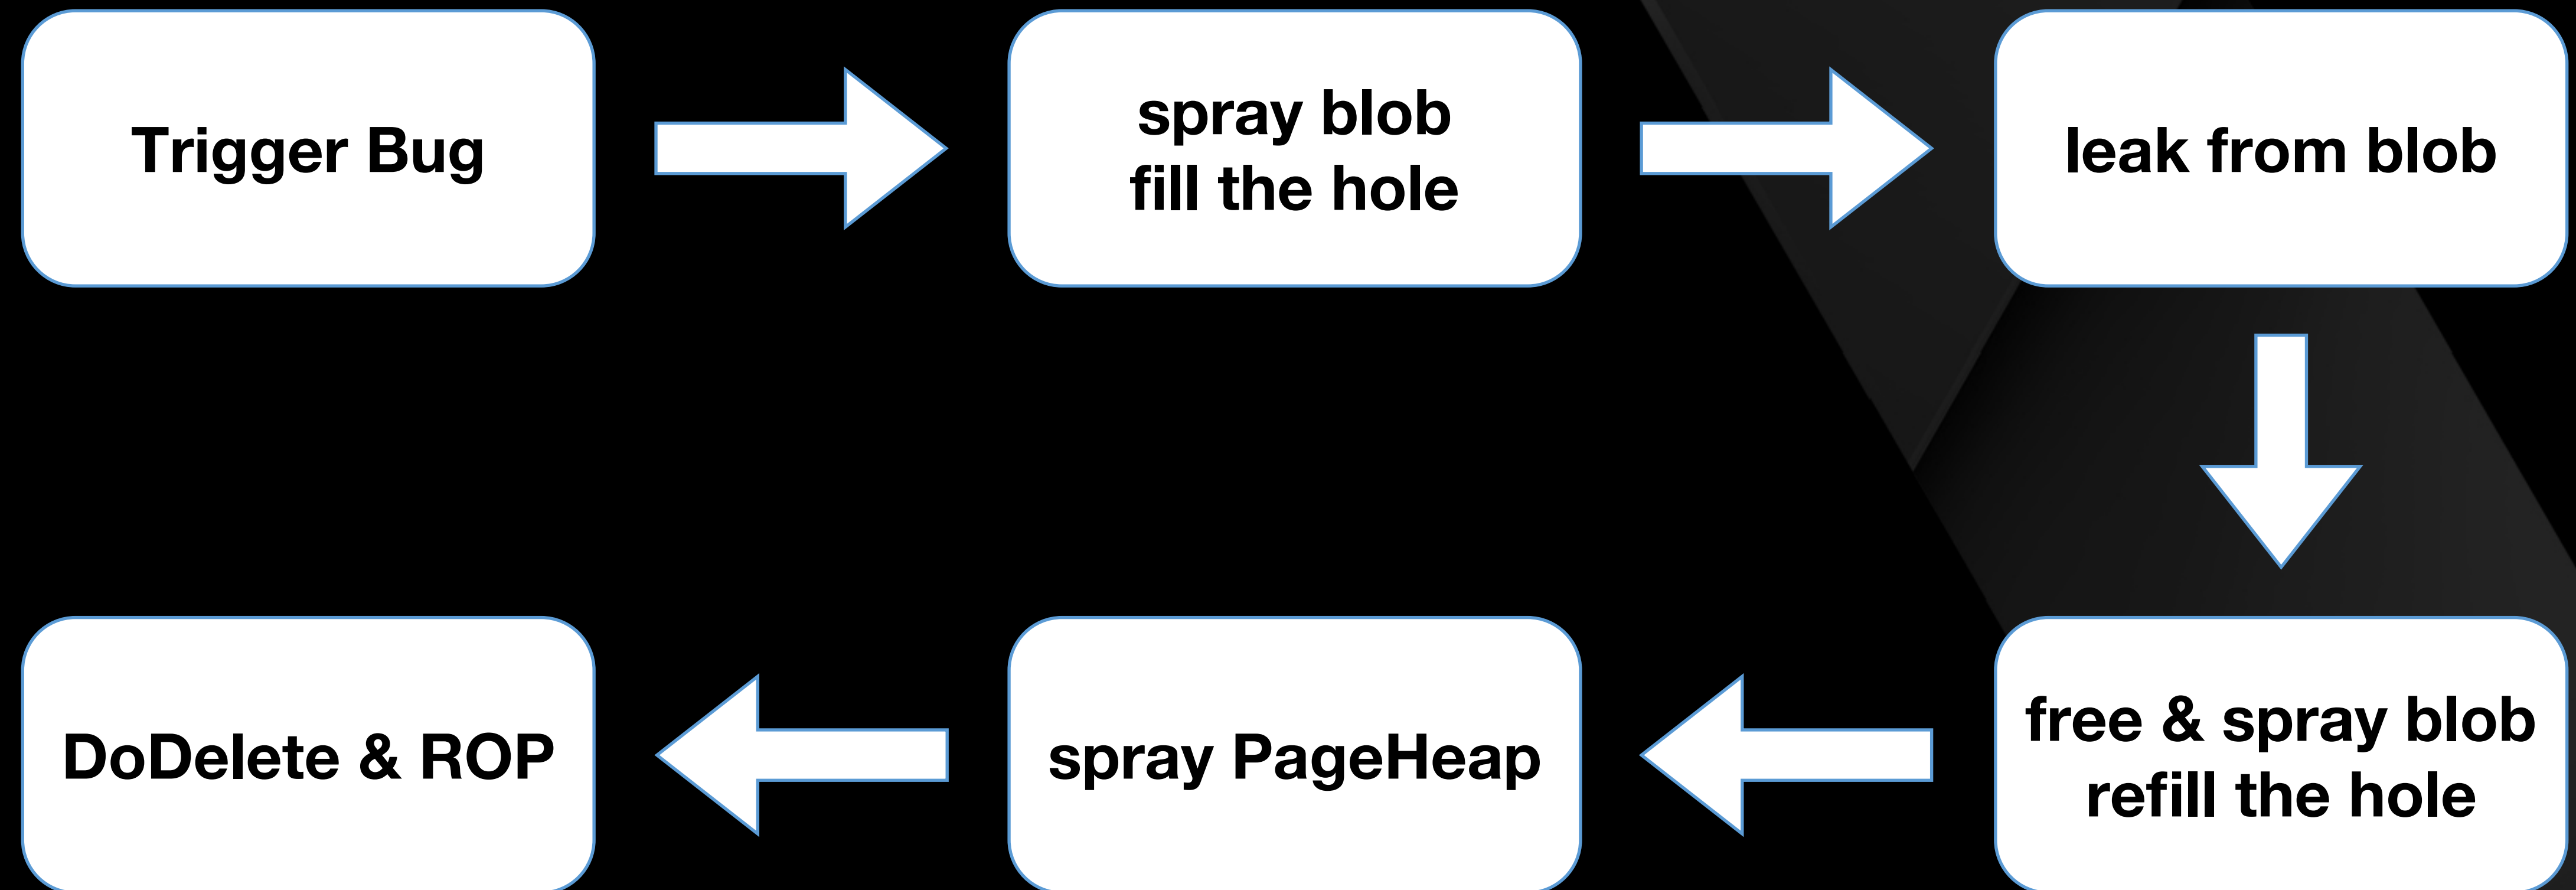 Trigger Bug
spray blob
fill the hole
leak from blob
free & spray blob
refill the hole
spray PageHeap
DoDelete & ROP